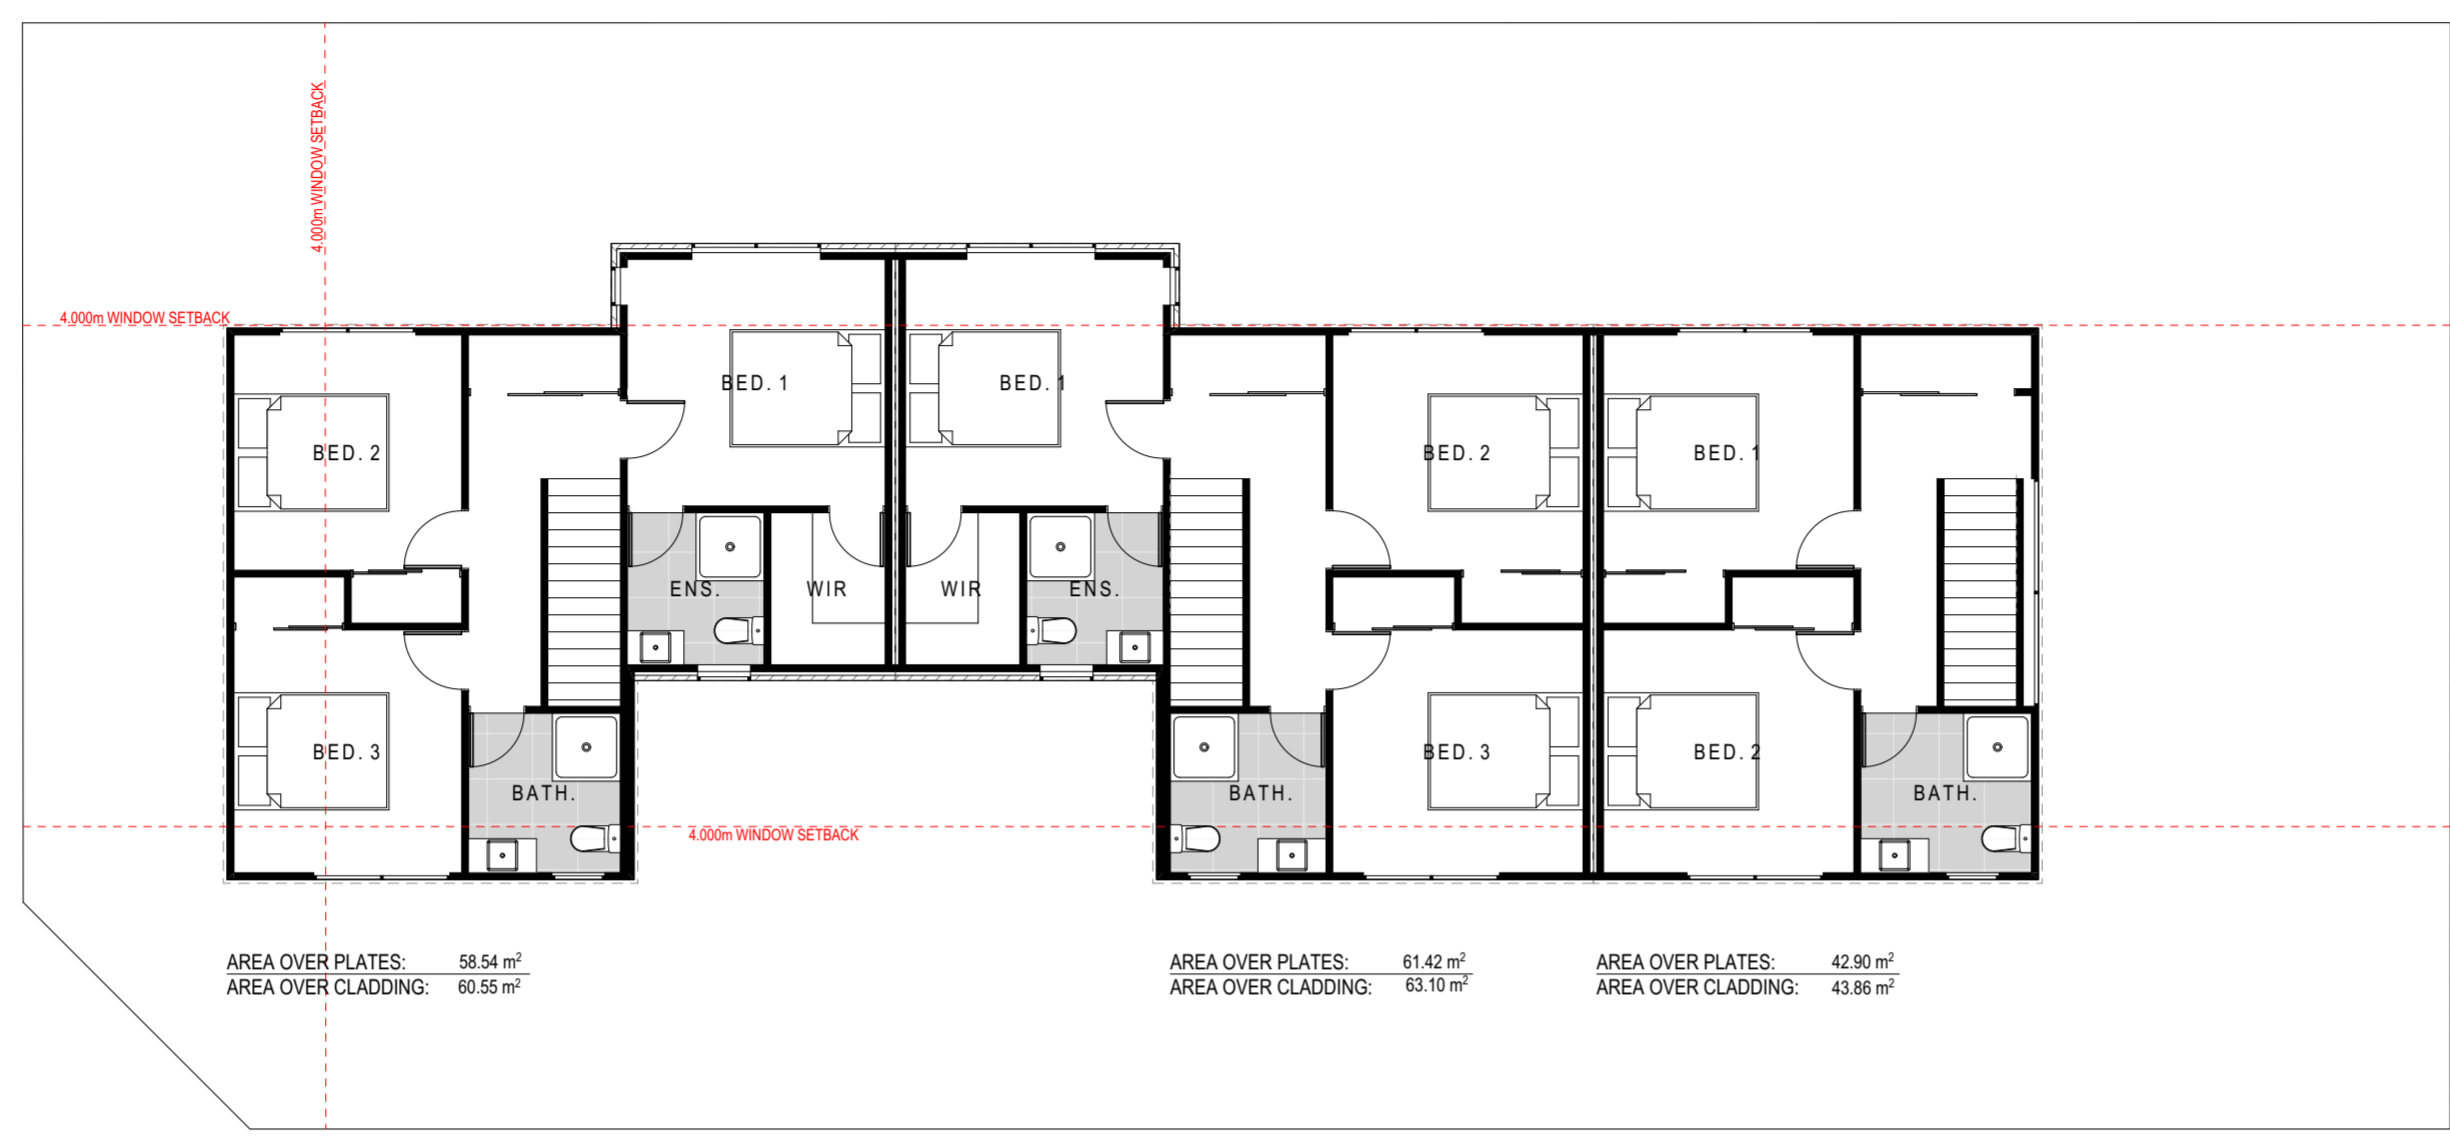 4.000m WINDOW SETBACK
4.000m WINDOW SETBACK
BED. 1
BED. 1
BED. 2
BED. 2
BED. 1
ENS.
WIR
WIR
ENS.
BED. 3
BED. 3
BED. 2
BATH.
BATH.
BATH.
4.000m WINDOW SETBACK
AREA OVER PLATES: 58.54 m²
AREA OVER CLADDING: 60.55 m²
AREA OVER PLATES: 61.42 m²
AREA OVER CLADDING: 63.10 m²
AREA OVER PLATES: 42.90 m²
AREA OVER CLADDING: 43.86 m²